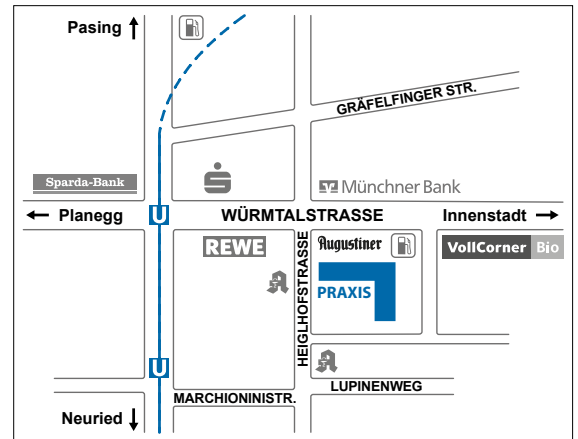 Pasing
GRÄFELFINGER STR.
Sparda-Bank
Münchner Bank
← Planegg
U
WÜRMTALSTRASSE
Innenstadt →
REWE
HEIGLHOFSTRASSE
Augustiner
VollCorner Bio
PRAXIS
U
LUPINENWEG
MARCHIONINISTR.
Neuried